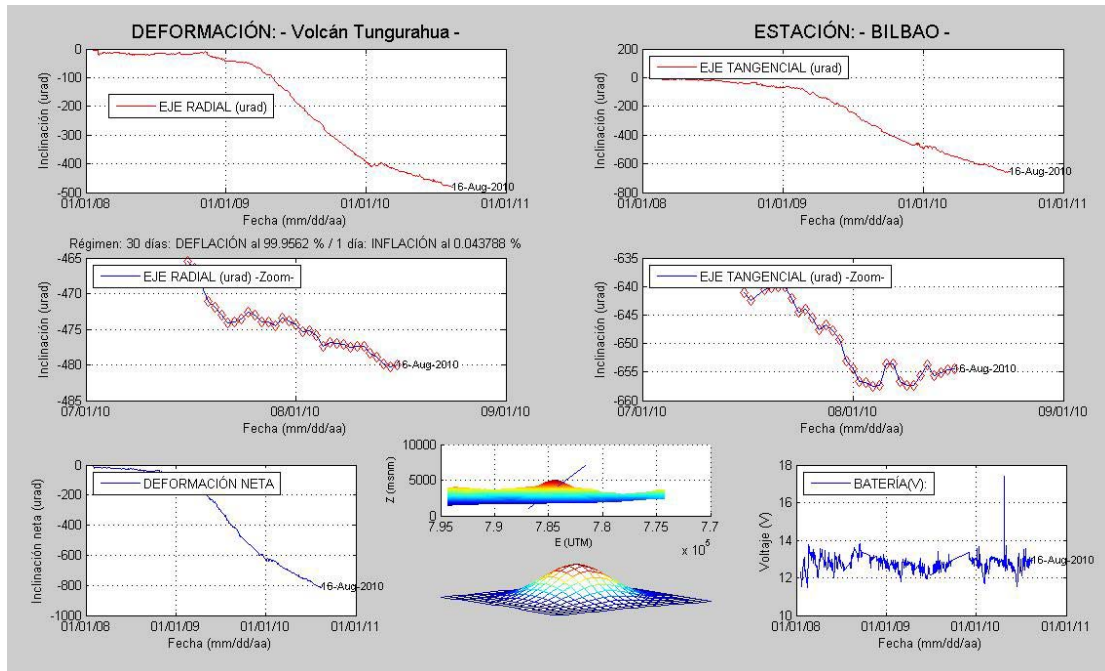 DEFORMACIÓN: - Volcán Tungurahua -
0
-100
-200
-300
-400
-500
Inclinación (urad)
EJE RADIAL (urad)
16-Aug-2010
01/01/08 01/01/09 01/01/10 01/01/11
Fecha (mm/dd/aa)
ESTACIÓN: - BILBAO -
200
0
-200
-400
-600
-800
Inclinación (urad)
EJE TANGENCIAL (urad)
16-Aug-2010
01/01/08 01/01/09 01/01/10 01/01/11
Fecha (mm/dd/aa)
Régimen: 30 días: DEFLACIÓN al 99.9562 % / 1 día: INFLACIÓN al 0.043788 %
-465
-470
-475
-480
-485
Inclinación (urad)
EJE RADIAL (urad) -Zoom-
16-Aug-2010
07/01/10 08/01/10 09/01/10
Fecha (mm/dd/aa)
-635
-640
-645
-650
-655
-660
Inclinación (urad)
EJE TANGENCIAL (urad) -Zoom-
16-Aug-2010
07/01/10 08/01/10 09/01/10
Fecha (mm/dd/aa)
0
-200
-400
-600
-800
-1000
Inclinación neta (urad)
DEFORMACIÓN NETA
16-Aug-2010
01/01/08 01/01/09 01/01/10 01/01/11
Fecha (mm/dd/aa)
10000
5000
0
Z (msnm)
7.95 7.9 7.85 7.8 7.75 7.7
E (UTM)
x 10⁵
18
16
14
12
10
Voltaje (V)
BATERÍA(V):
16-Aug-2010
01/01/08 01/01/09 01/01/10 01/01/11
Fecha (mm/dd/aa)